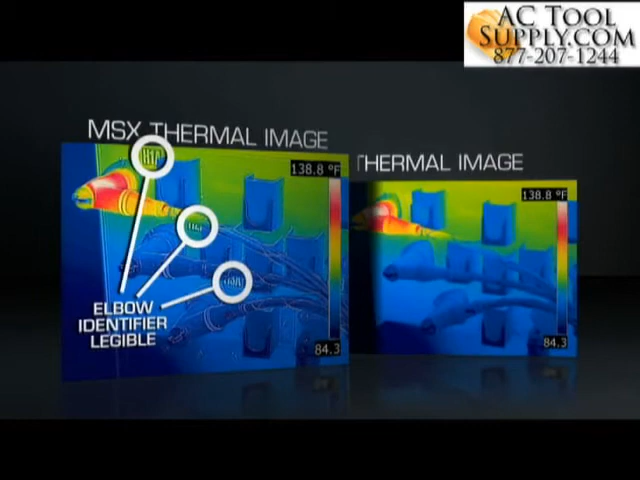 AC TOOL
SUPPLY.COM
877-207-1244
MSX THERMAL IMAGE
THERMAL IMAGE
H1A
138.8 °F
138.8 °F
ELBOW
IDENTIFIER
LEGIBLE
84.3
84.3